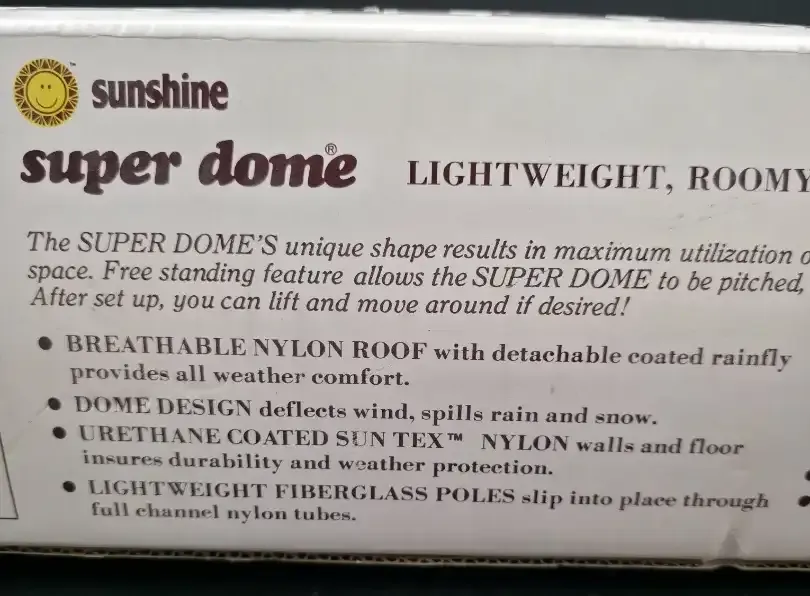 ™
sunshine
super dome®
LIGHTWEIGHT, ROOMY
The SUPER DOME'S unique shape results in maximum utilization
space. Free standing feature allows the SUPER DOME to be pitched,
After set up, you can lift and move around if desired!
● BREATHABLE NYLON ROOF with detachable coated rainfly
provides all weather comfort.
● DOME DESIGN deflects wind, spills rain and snow.
● URETHANE COATED SUN TEX™ NYLON walls and floor
insures durability and weather protection.
● LIGHTWEIGHT FIBERGLASS POLES slip into place through
full channel nylon tubes.